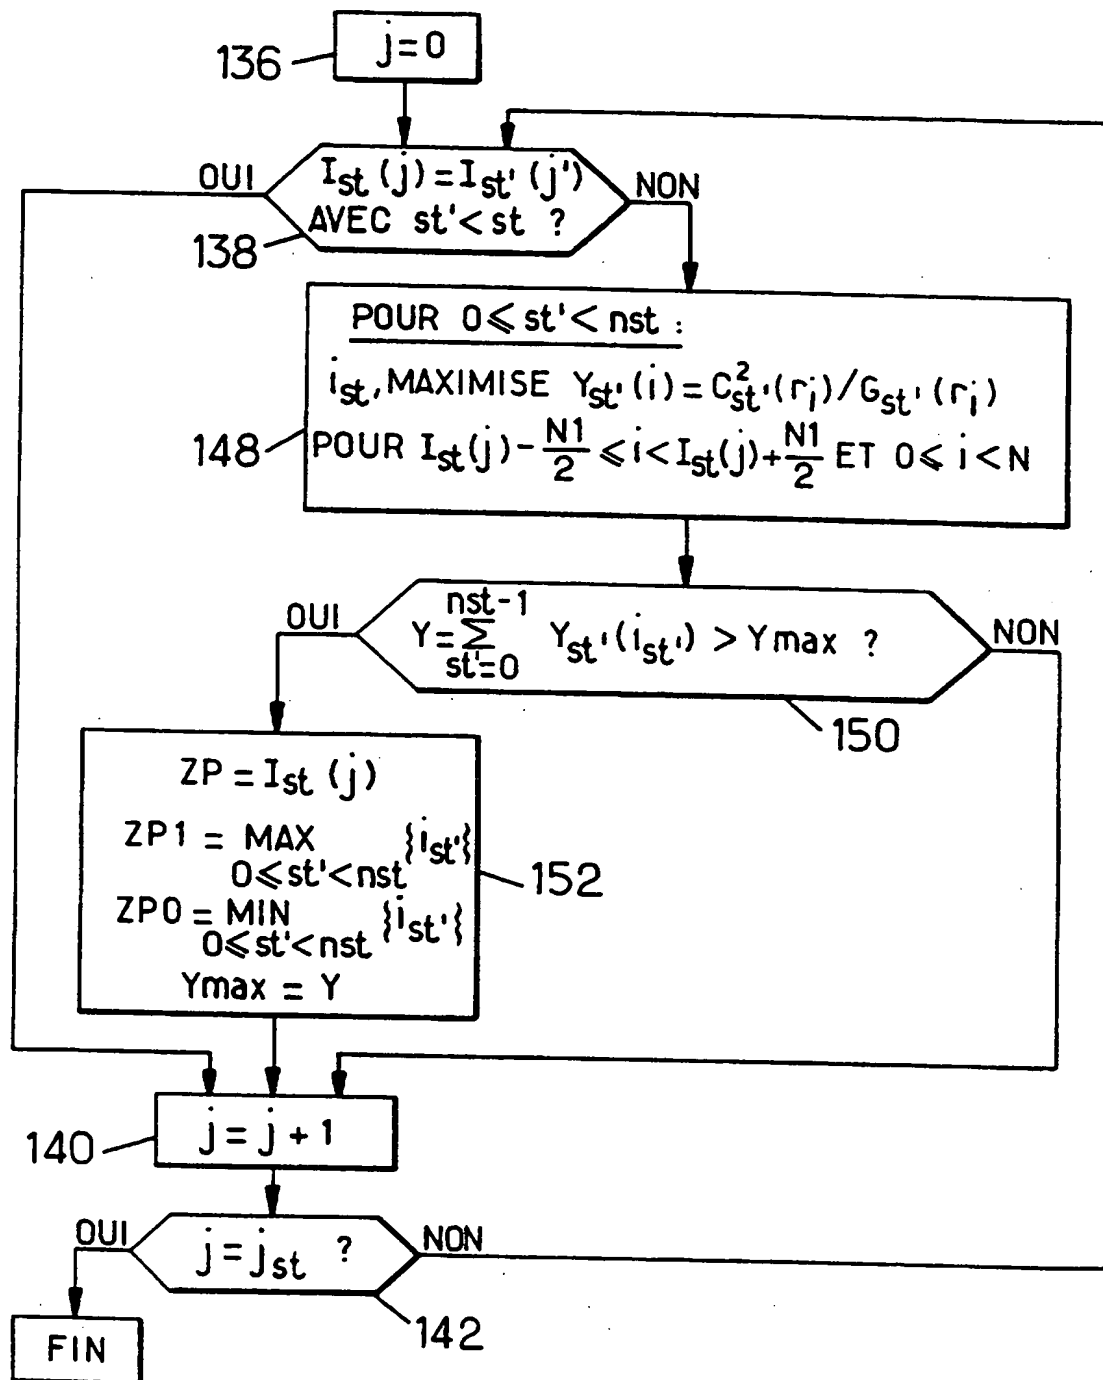 136
j=0
OUI
I_st (j)=I_st' (j')
NON
AVEC st'<st ?
138
POUR 0⩽st'<nst :
i_st, MAXIMISE Y_st'(i)=C²_st'(r_i)/G_st'(r_i)
148
POUR I_st(j)-N1/2 ⩽i<I_st(j)+N1/2 ET 0⩽i<N
OUI
Y=∑_{st'=0}^{nst-1} Y_st'(i_st') > Ymax ?
NON
150
ZP = I_st (j)
ZP1 = MAX {i_st'}
0⩽st'<nst
152
ZP0 = MIN {i_st'}
0⩽st'<nst
Ymax = Y
140
j = j + 1
OUI
j = j_st ?
NON
142
FIN